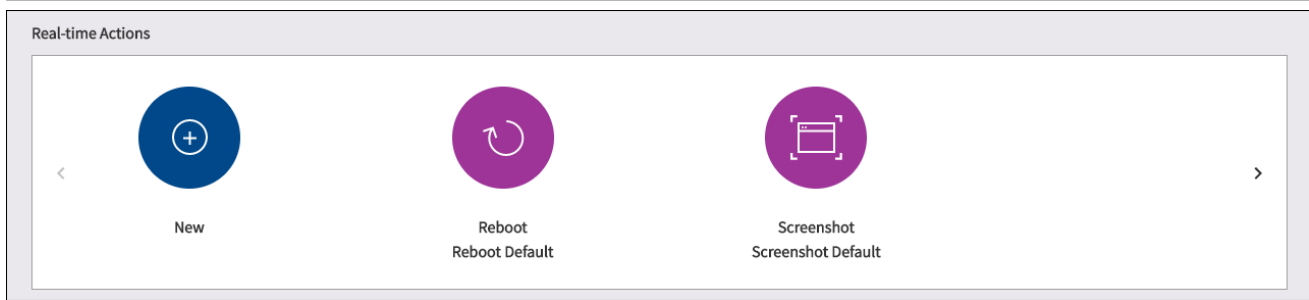 Real-time Actions
New
Reboot
Reboot Default
Screenshot
Screenshot Default